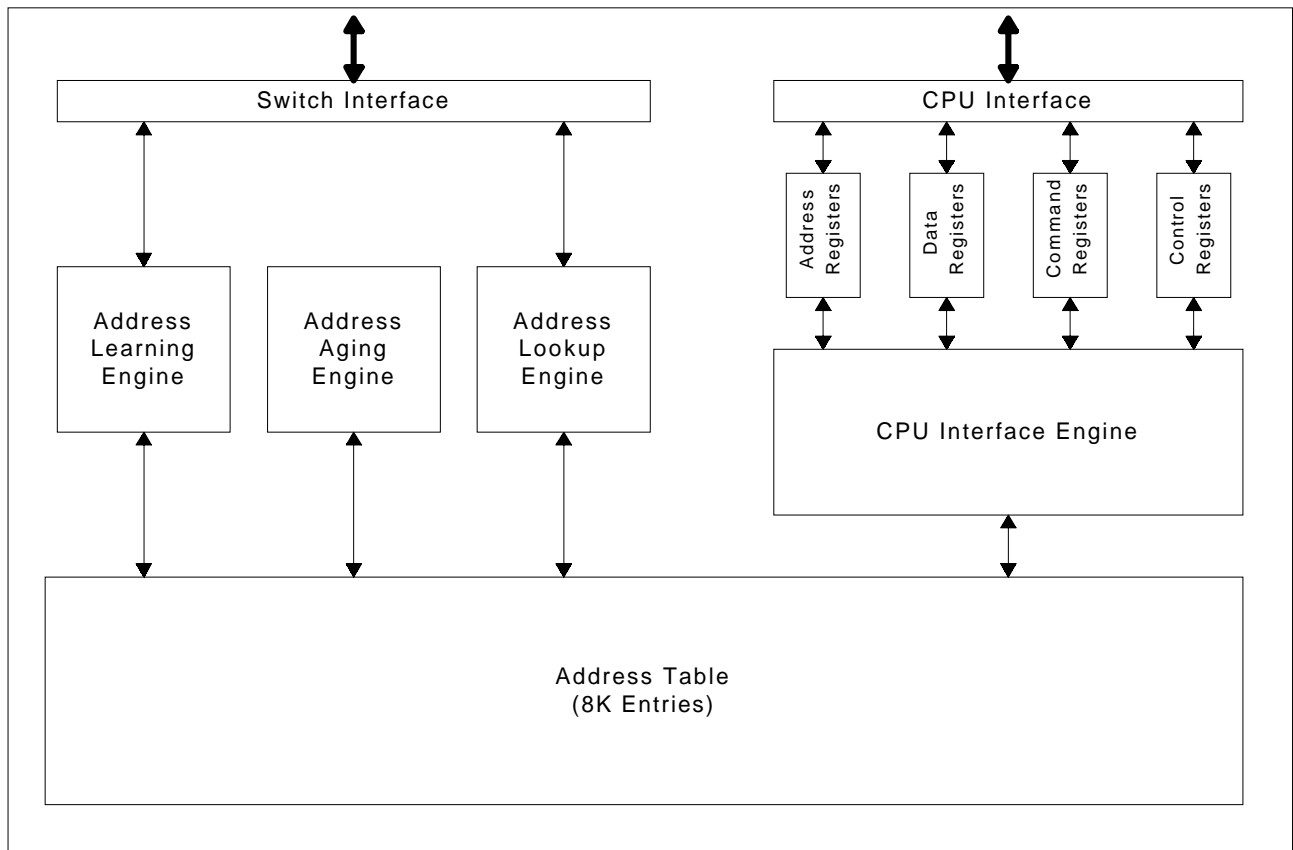 Switch Interface
CPU Interface
Address
Registers
Data
Registers
Command
Registers
Control
Registers
Address
Learning
Engine
Address
Aging
Engine
Address
Lookup
Engine
CPU Interface Engine
Address Table
(8K Entries)